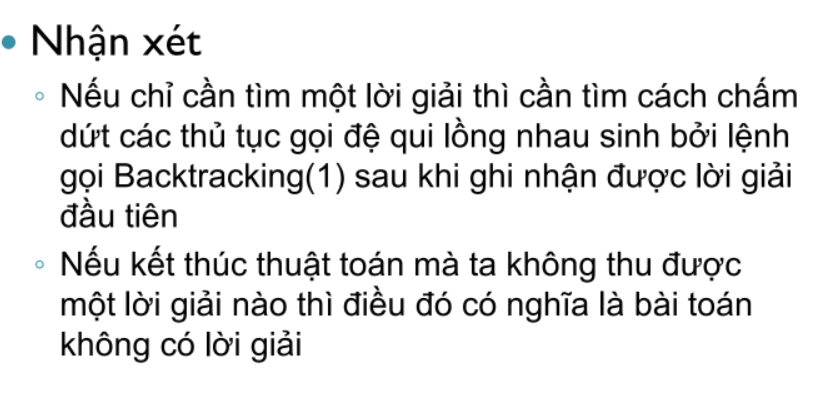 Nhận xét
Nếu chỉ cần tìm một lời giải thì cần tìm cách chấm
dứt các thủ tục gọi đệ qui lồng nhau sinh bởi lệnh
gọi Backtracking(1) sau khi ghi nhận được lời giải
đầu tiên
Nếu kết thúc thuật toán mà ta không thu được
một lời giải nào thì điều đó có nghĩa là bài toán
không có lời giải